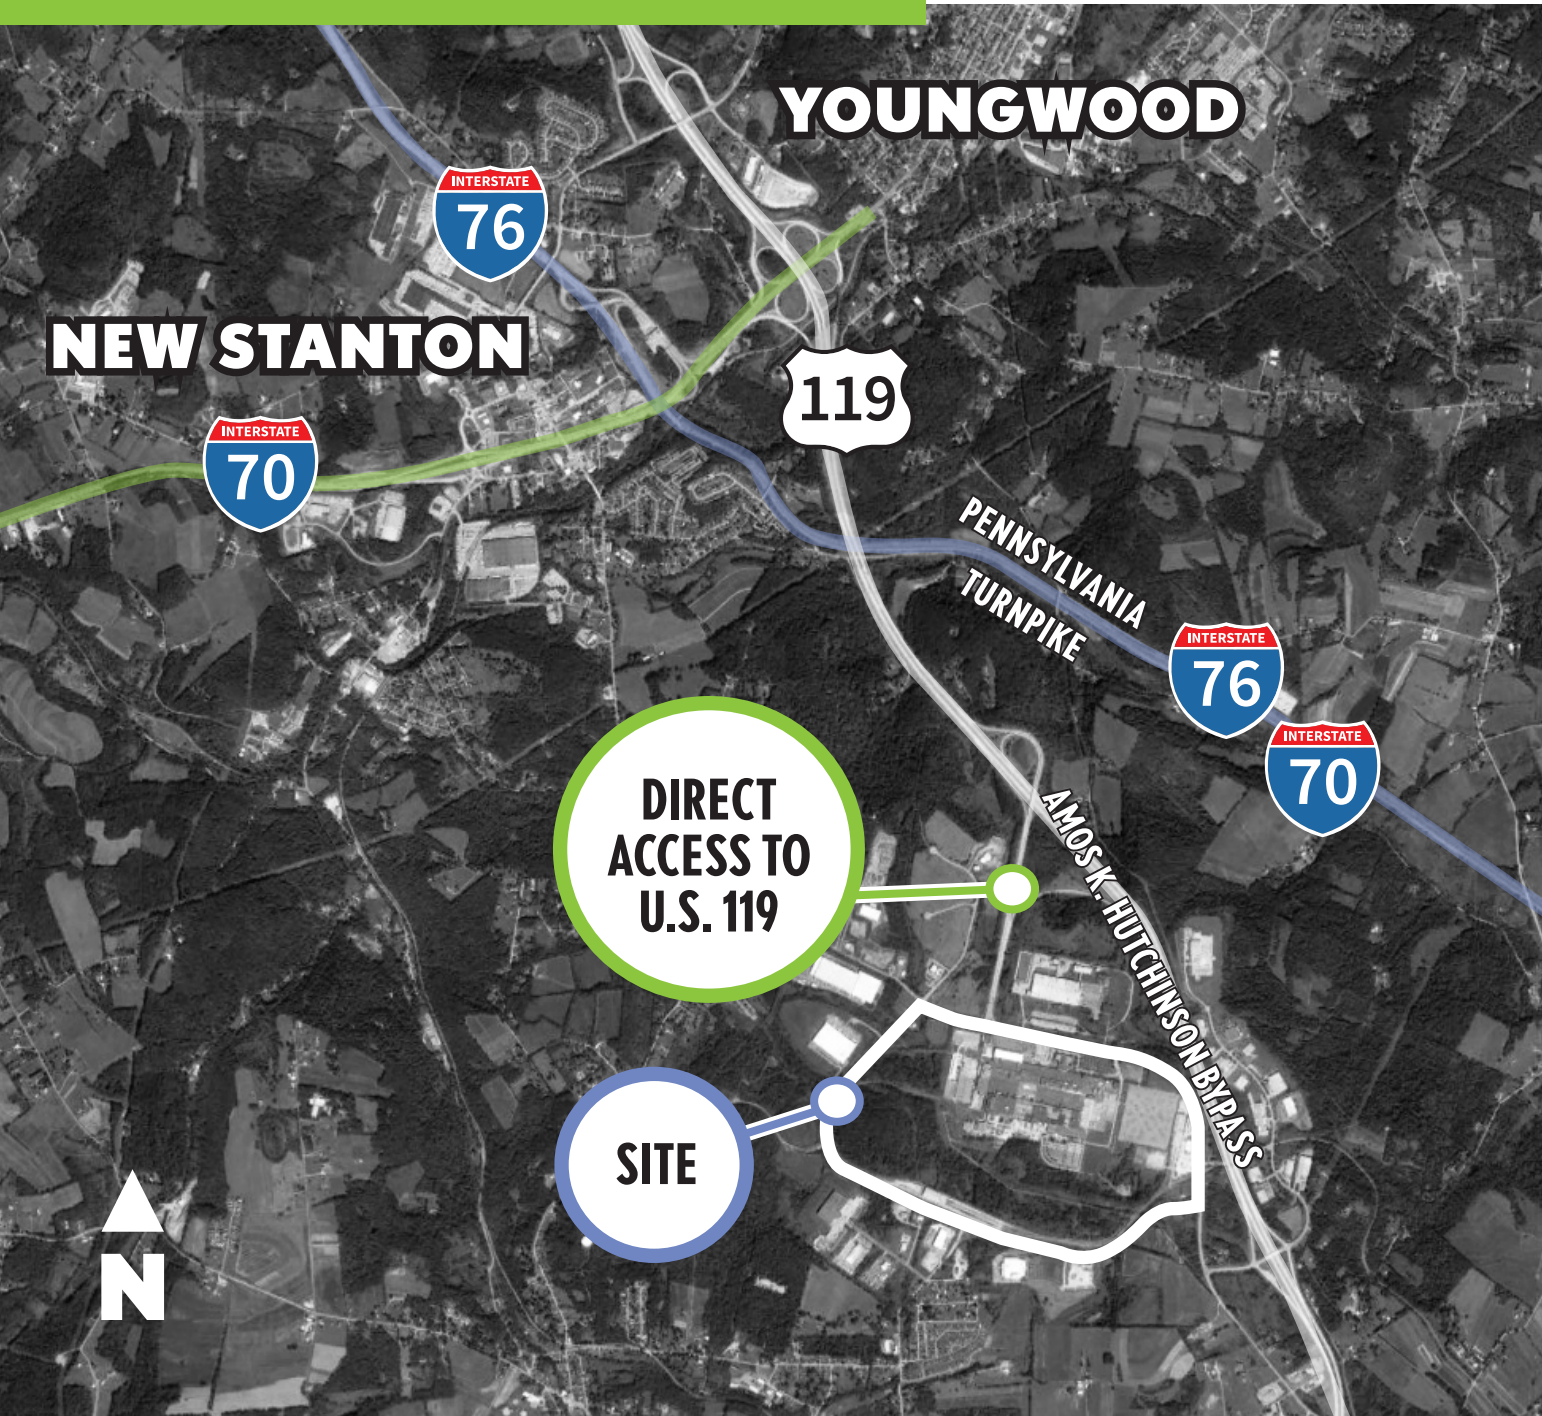 YOUNGWOOD
INTERSTATE
76
NEW STANTON
119
INTERSTATE
70
PENNSYLVANIA
TURNPIKE
INTERSTATE
76
INTERSTATE
70
DIRECT
ACCESS TO
U.S. 119
AMOS K. HUTCHINSON BYPASS
SITE
N